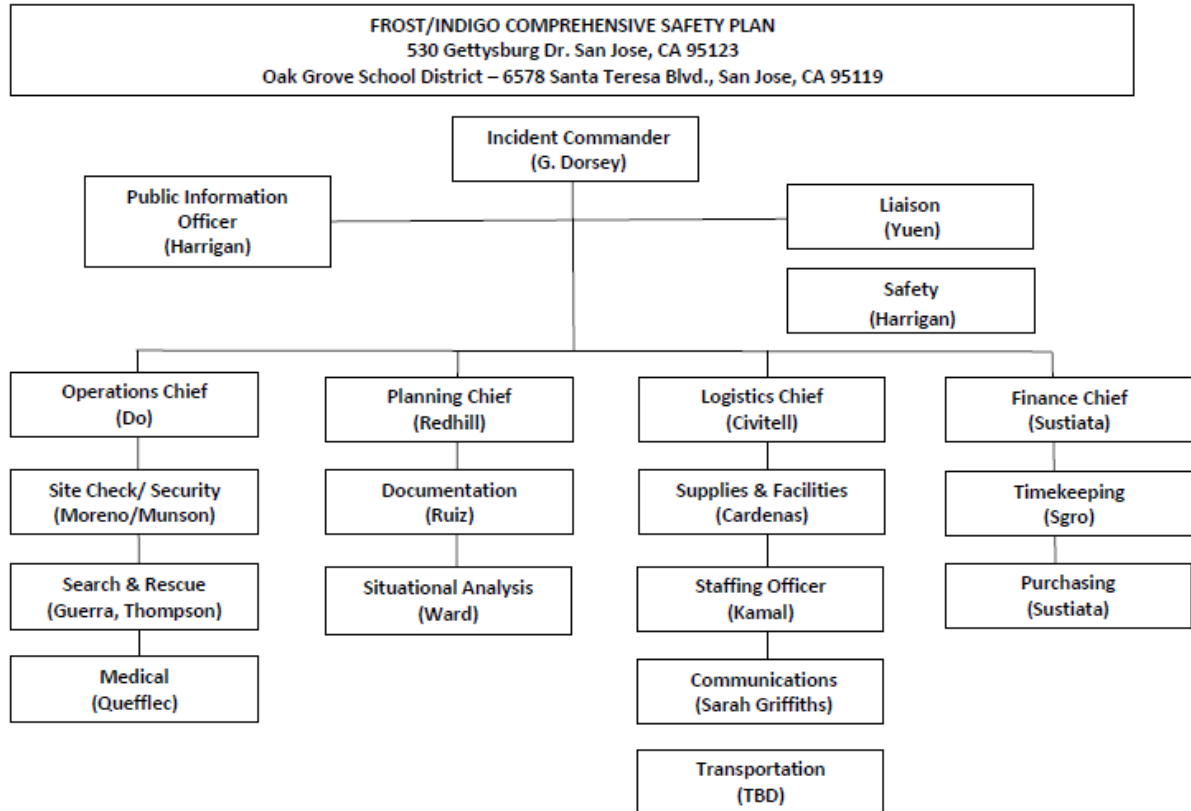 FROST/INDIGO COMPREHENSIVE SAFETY PLAN
530 Gettysburg Dr. San Jose, CA 95123
Oak Grove School District – 6578 Santa Teresa Blvd., San Jose, CA 95119
Incident Commander
(G. Dorsey)
Public Information
Officer
(Harrigan)
Liaison
(Yuen)
Safety
(Harrigan)
Operations Chief
(Do)
Planning Chief
(Redhill)
Logistics Chief
(Civitell)
Finance Chief
(Sustiata)
Site Check/ Security
(Moreno/Munson)
Documentation
(Ruiz)
Supplies & Facilities
(Cardenas)
Timekeeping
(Sgro)
Search & Rescue
(Guerra, Thompson)
Situational Analysis
(Ward)
Staffing Officer
(Kamal)
Purchasing
(Sustiata)
Medical
(Quefflec)
Communications
(Sarah Griffiths)
Transportation
(TBD)